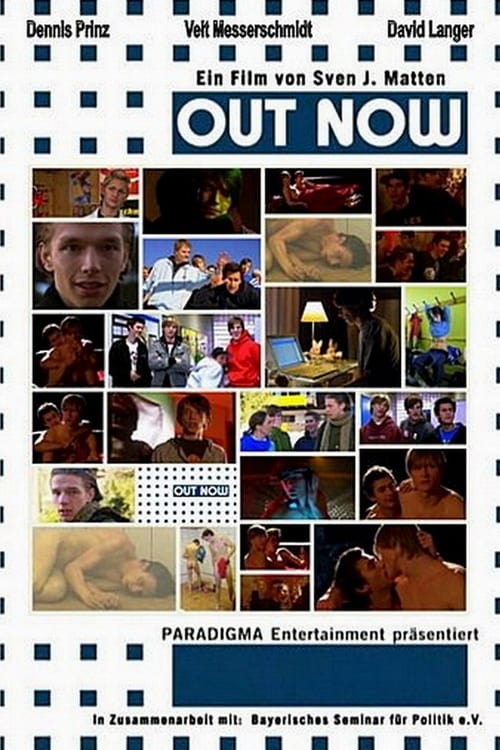 Dennis Prinz Veit Messerschmidt David Langer
Ein Film von Sven J. Matten
OUT NOW
OUT NOW
PARADIGMA Entertainment präsentiert
In Zusammenarbeit mit: Bayerisches Seminar für Politik e.V.